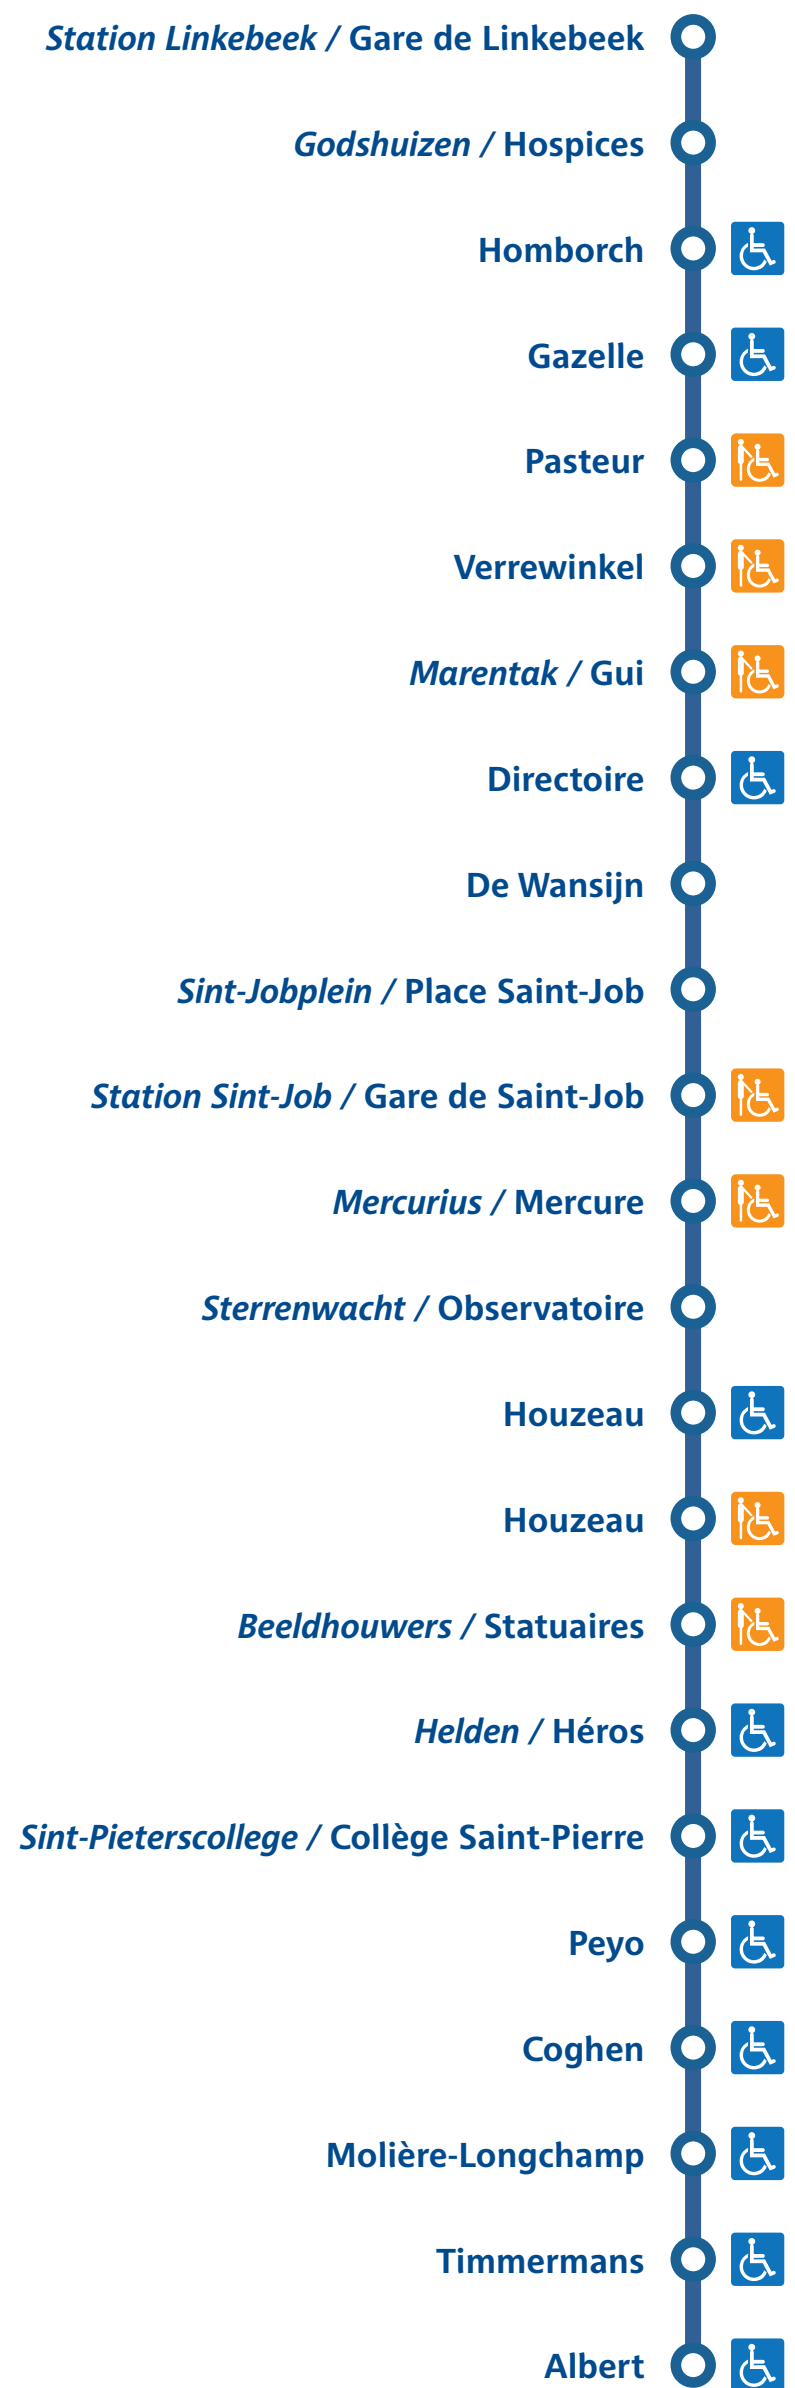 Station Linkebeek / Gare de Linkebeek
Godshuizen / Hospices
Homborch
Gazelle
Pasteur
Verrewinkel
Marentak / Gui
Directoire
De Wansijn
Sint-Jobplein / Place Saint-Job
Station Sint-Job / Gare de Saint-Job
Mercurius / Mercure
Sterrenwacht / Observatoire
Houzeau
Houzeau
Beeldhouwers / Statuaires
Helden / Héros
Sint-Pieterscollege / Collège Saint-Pierre
Peyo
Coghen
Molière-Longchamp
Timmermans
Albert